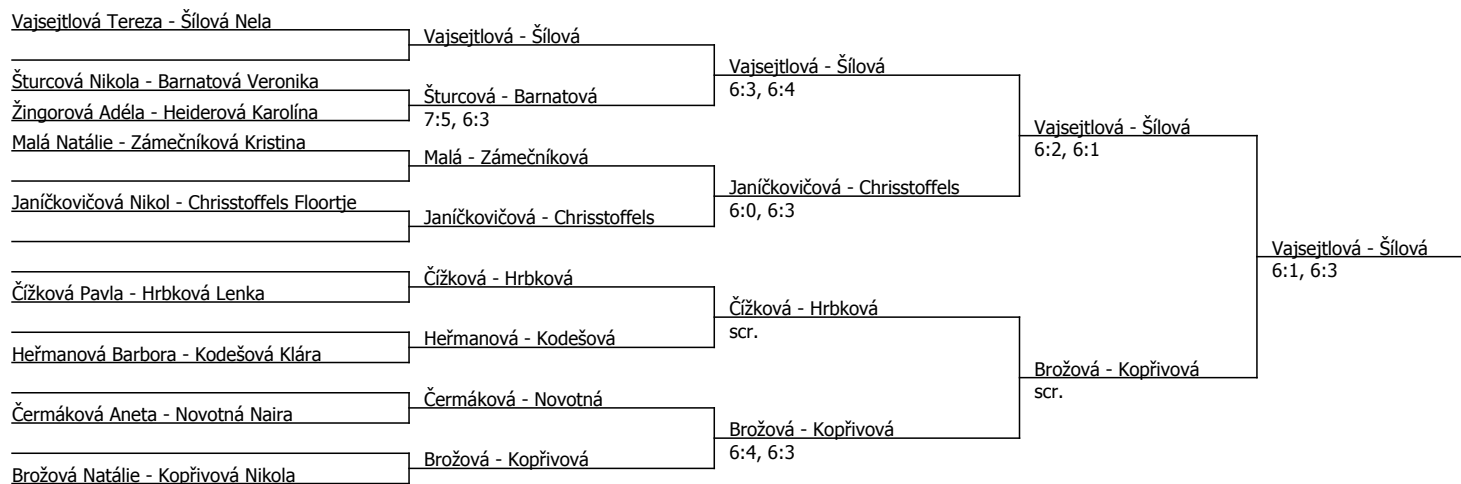 Vajsejtlová Tereza - Šílová Nela
Šturcová Nikola - Barnatová Veronika
Žingorová Adéla - Heiderová Karolína
Malá Natálie - Zámečníková Kristina
Janíčkovičová Nikol - Chrisstoffels Floortje
Čížková Pavla - Hrbková Lenka
Heřmanová Barbora - Kodešová Klára
Čermáková Aneta - Novotná Naira
Brožová Natálie - Kopřivová Nikola
Vajsejtlová - Šílová
Šturcová - Barnatová
7:5, 6:3
Malá - Zámečníková
Janíčkovičová - Chrisstoffels
Čížková - Hrbková
Heřmanová - Kodešová
Čermáková - Novotná
Brožová - Kopřivová
Vajsejtlová - Šílová
6:3, 6:4
Janíčkovičová - Chrisstoffels
6:0, 6:3
Čížková - Hrbková
scr.
Brožová - Kopřivová
6:4, 6:3
Vajsejtlová - Šílová
6:2, 6:1
Brožová - Kopřivová
scr.
Vajsejtlová - Šílová
6:1, 6:3